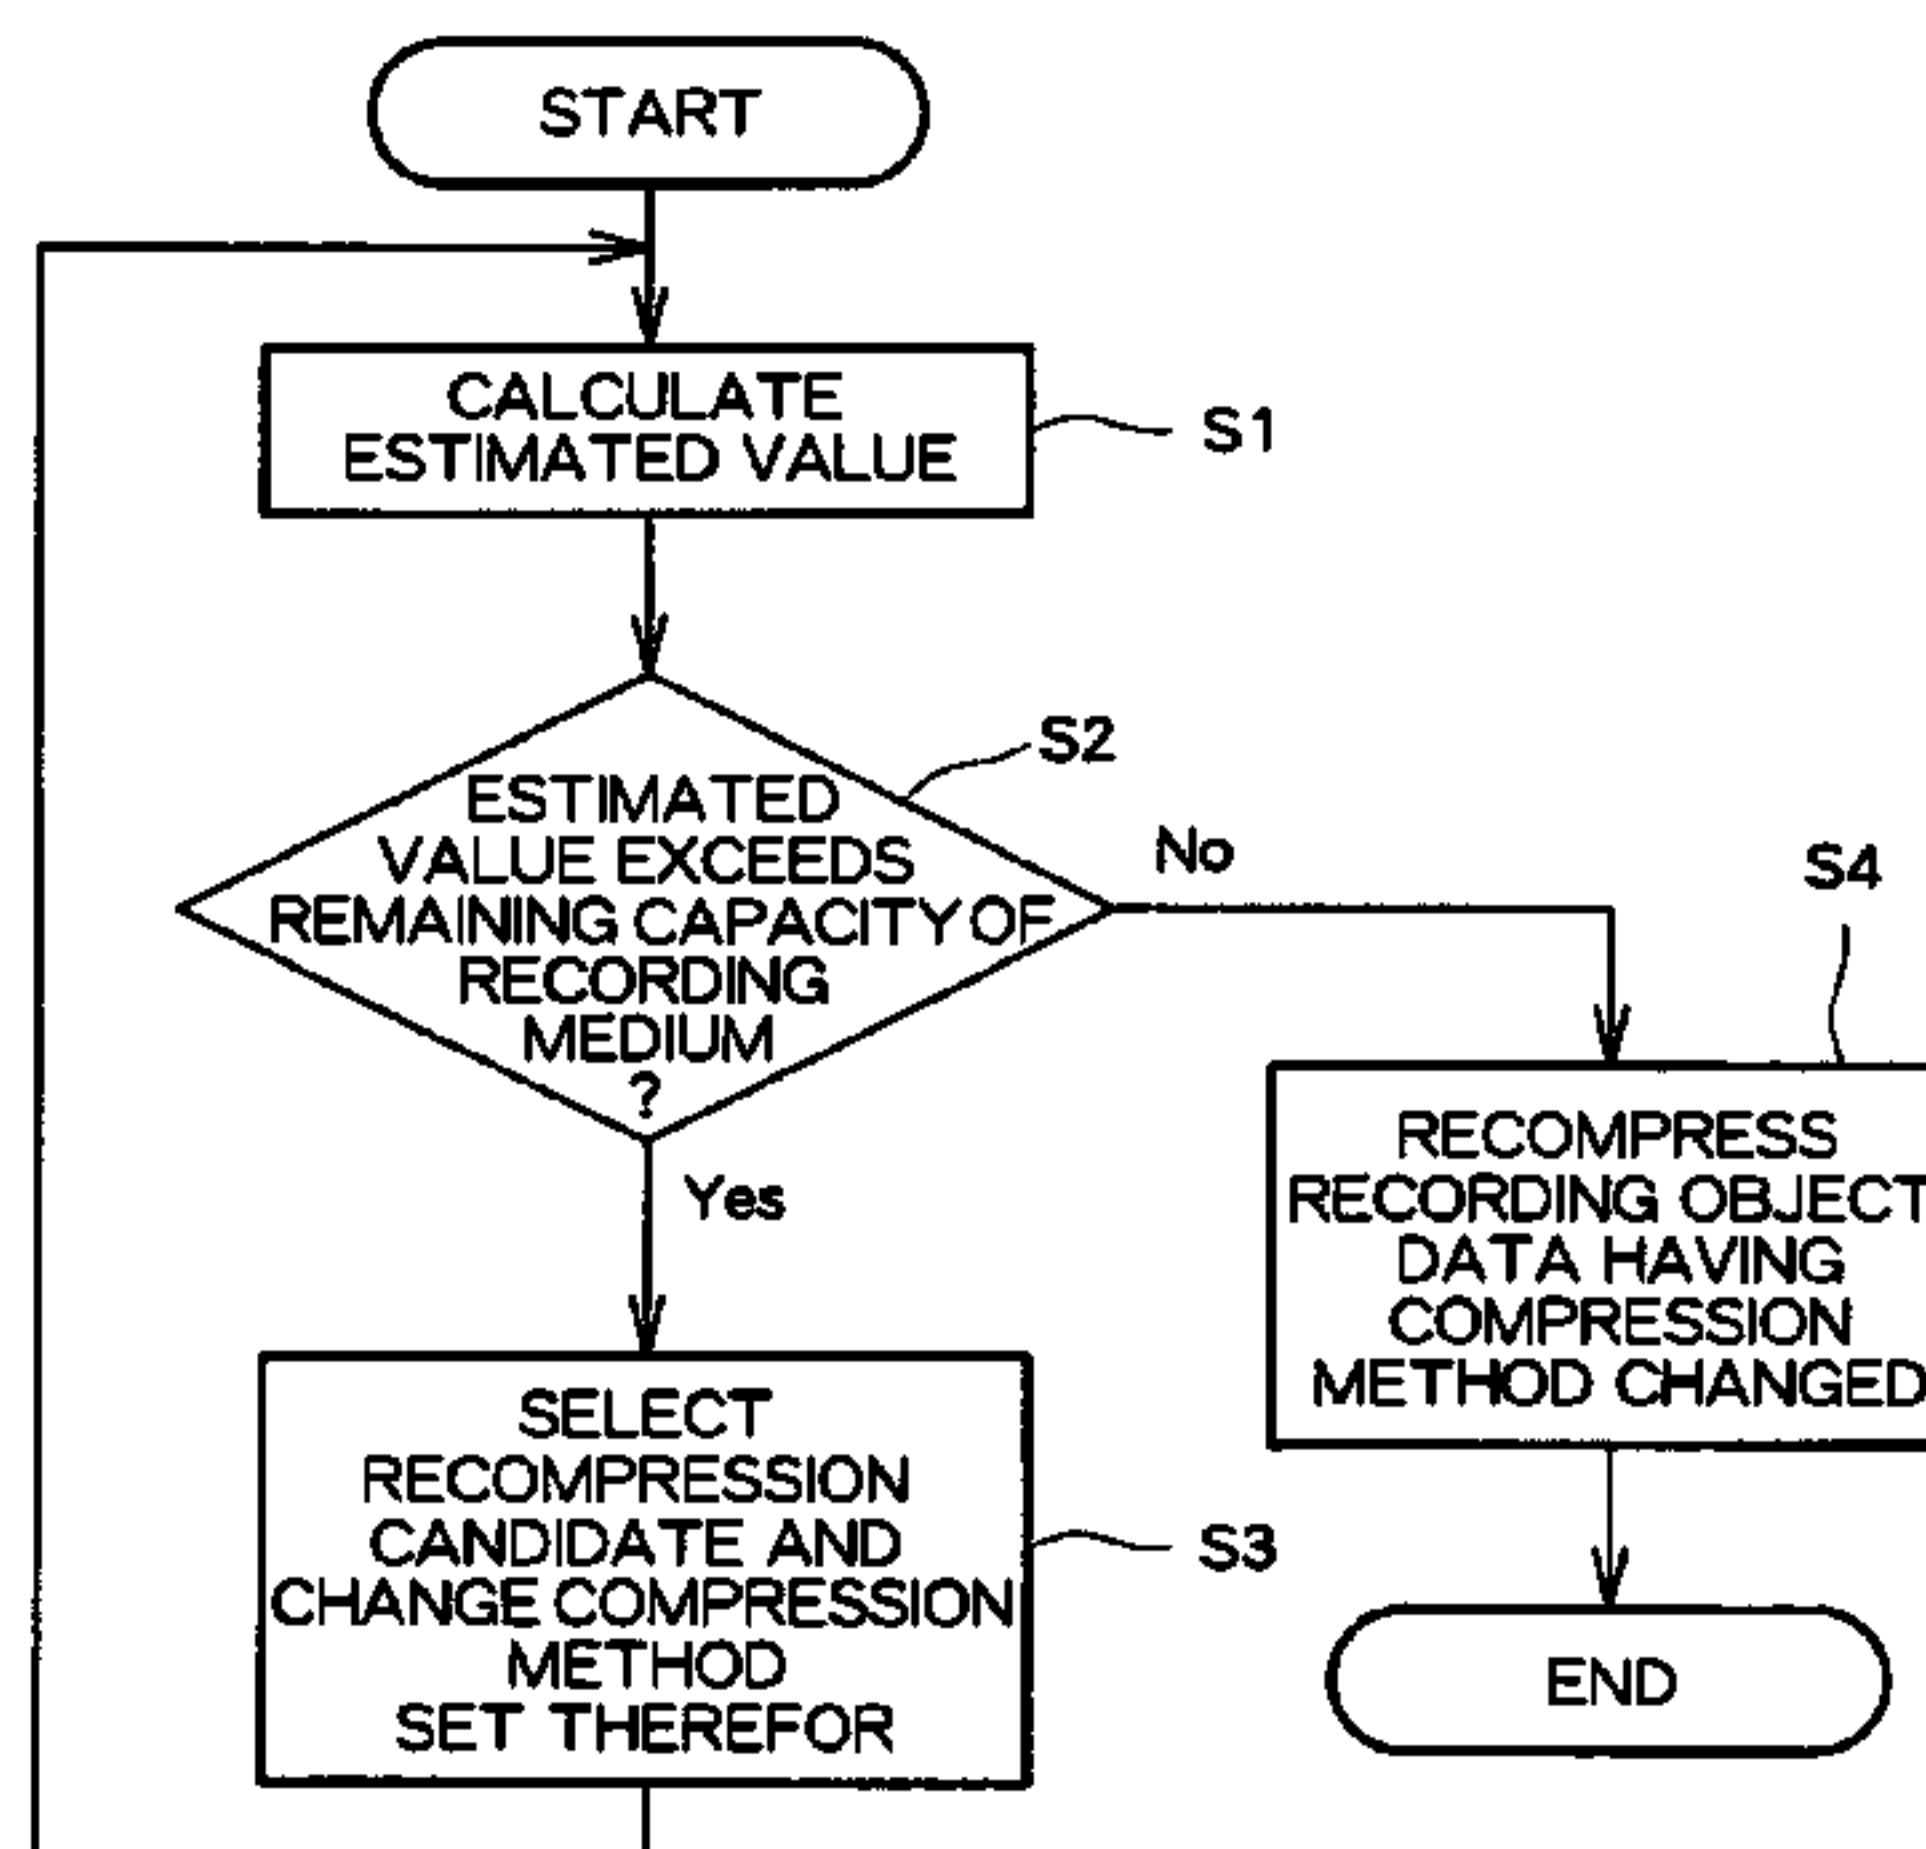 START
CALCULATE
ESTIMATED VALUE
S1
S2
ESTIMATED
VALUE EXCEEDS
REMAINING CAPACITY OF
RECORDING
MEDIUM
?
No
Yes
S4
RECOMPRESS
RECORDING OBJECT
DATA HAVING
COMPRESSION
METHOD CHANGED
SELECT
RECOMPRESSION
CANDIDATE AND
CHANGE COMPRESSION
METHOD
SET THEREFOR
S3
END